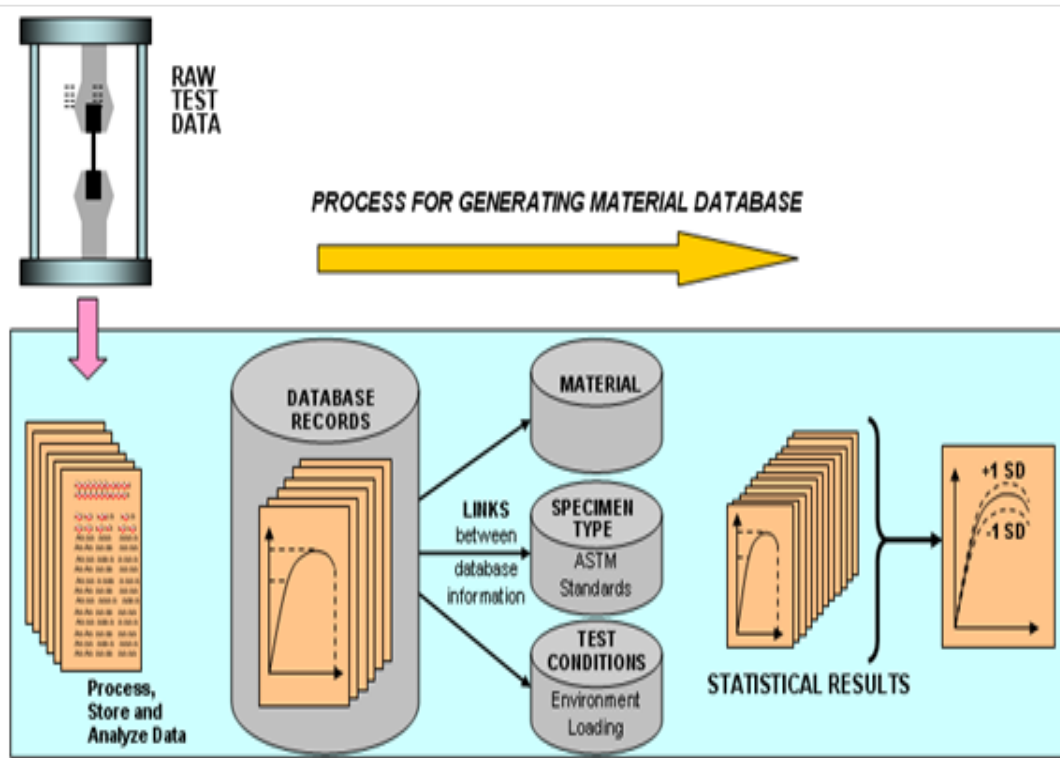 RAW
TEST
DATA
PROCESS FOR GENERATING MATERIAL DATABASE
DATABASE
RECORDS
MATERIAL
LINKS
between
database
information
SPECIMEN
TYPE
ASTM
Standards
TEST
CONDITIONS
Environment
Loading
+1 SD
-1 SD
STATISTICAL RESULTS
Process,
Store and
Analyze Data